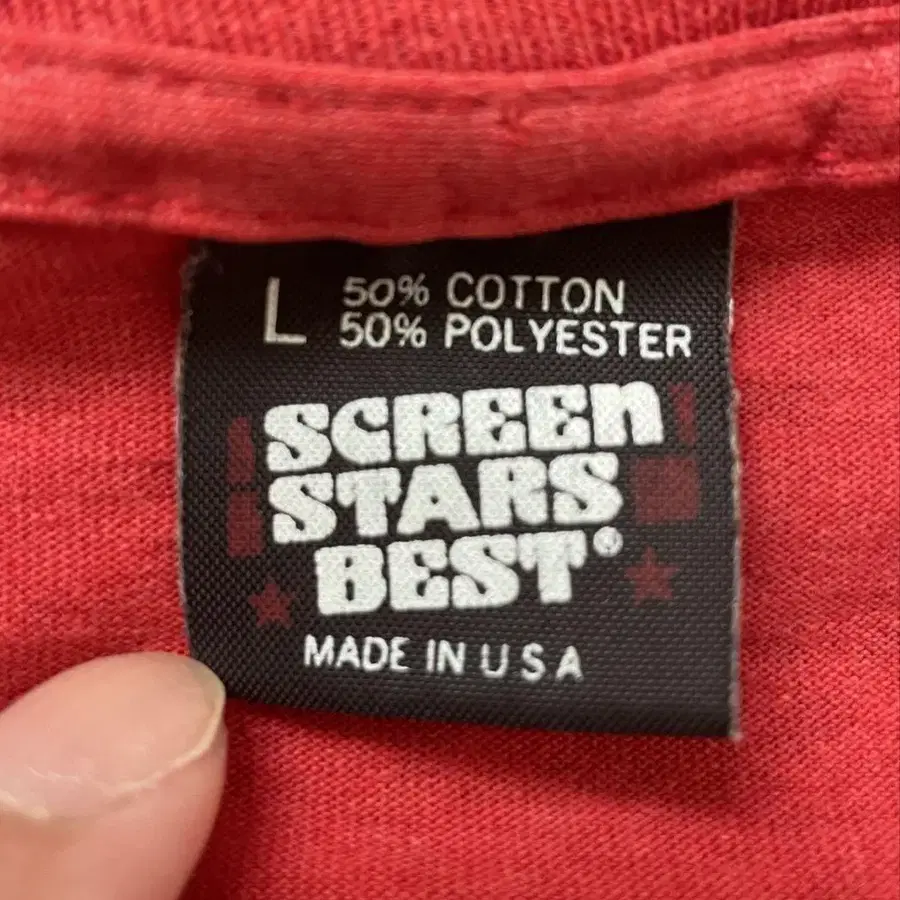 L 50% COTTON
50% POLYESTER
SCREEN
STARS
BEST®
MADE IN U S A